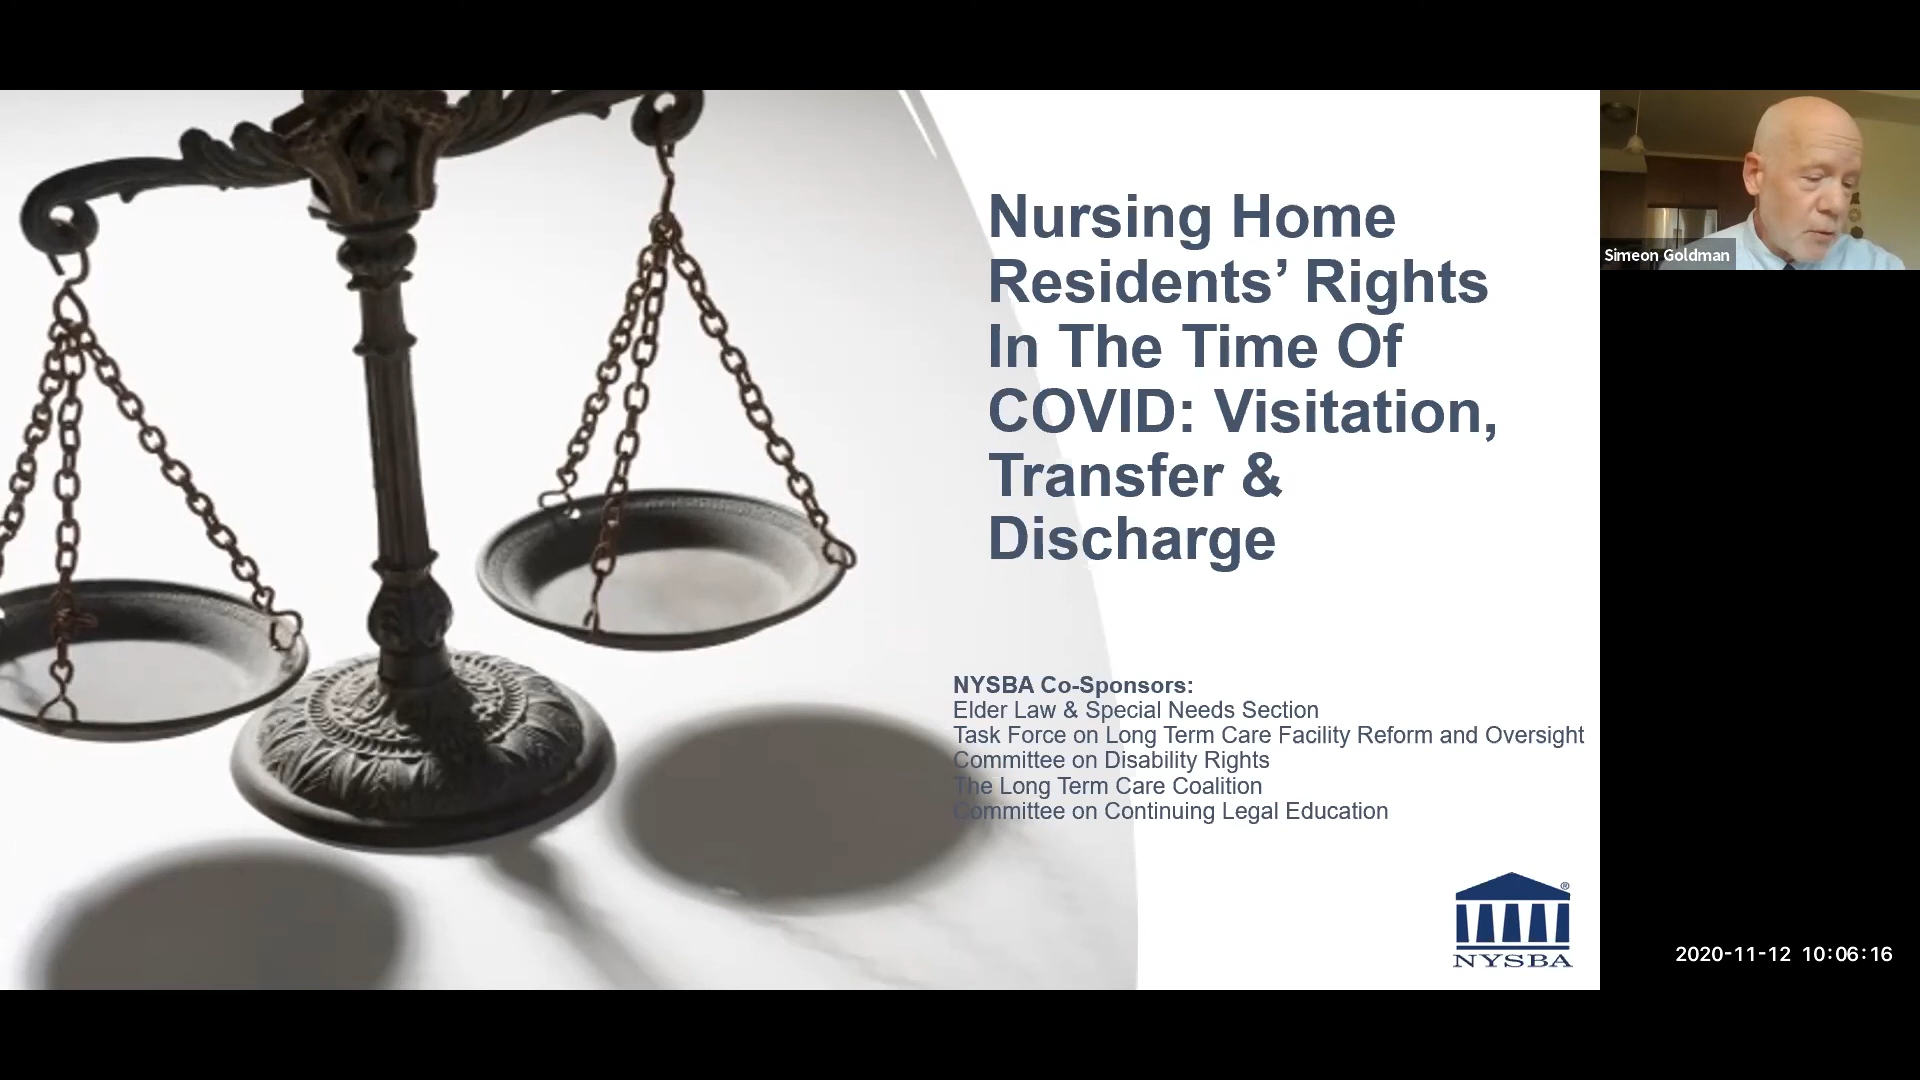 Nursing Home
Residents’ Rights
In The Time Of
COVID: Visitation,
Transfer &
Discharge
NYSBA Co-Sponsors:
Elder Law & Special Needs Section
Task Force on Long Term Care Facility Reform and Oversight
Committee on Disability Rights
The Long Term Care Coalition
Committee on Continuing Legal Education
®
NYSBA
Simeon Goldman
2020-11-12 10:06:16